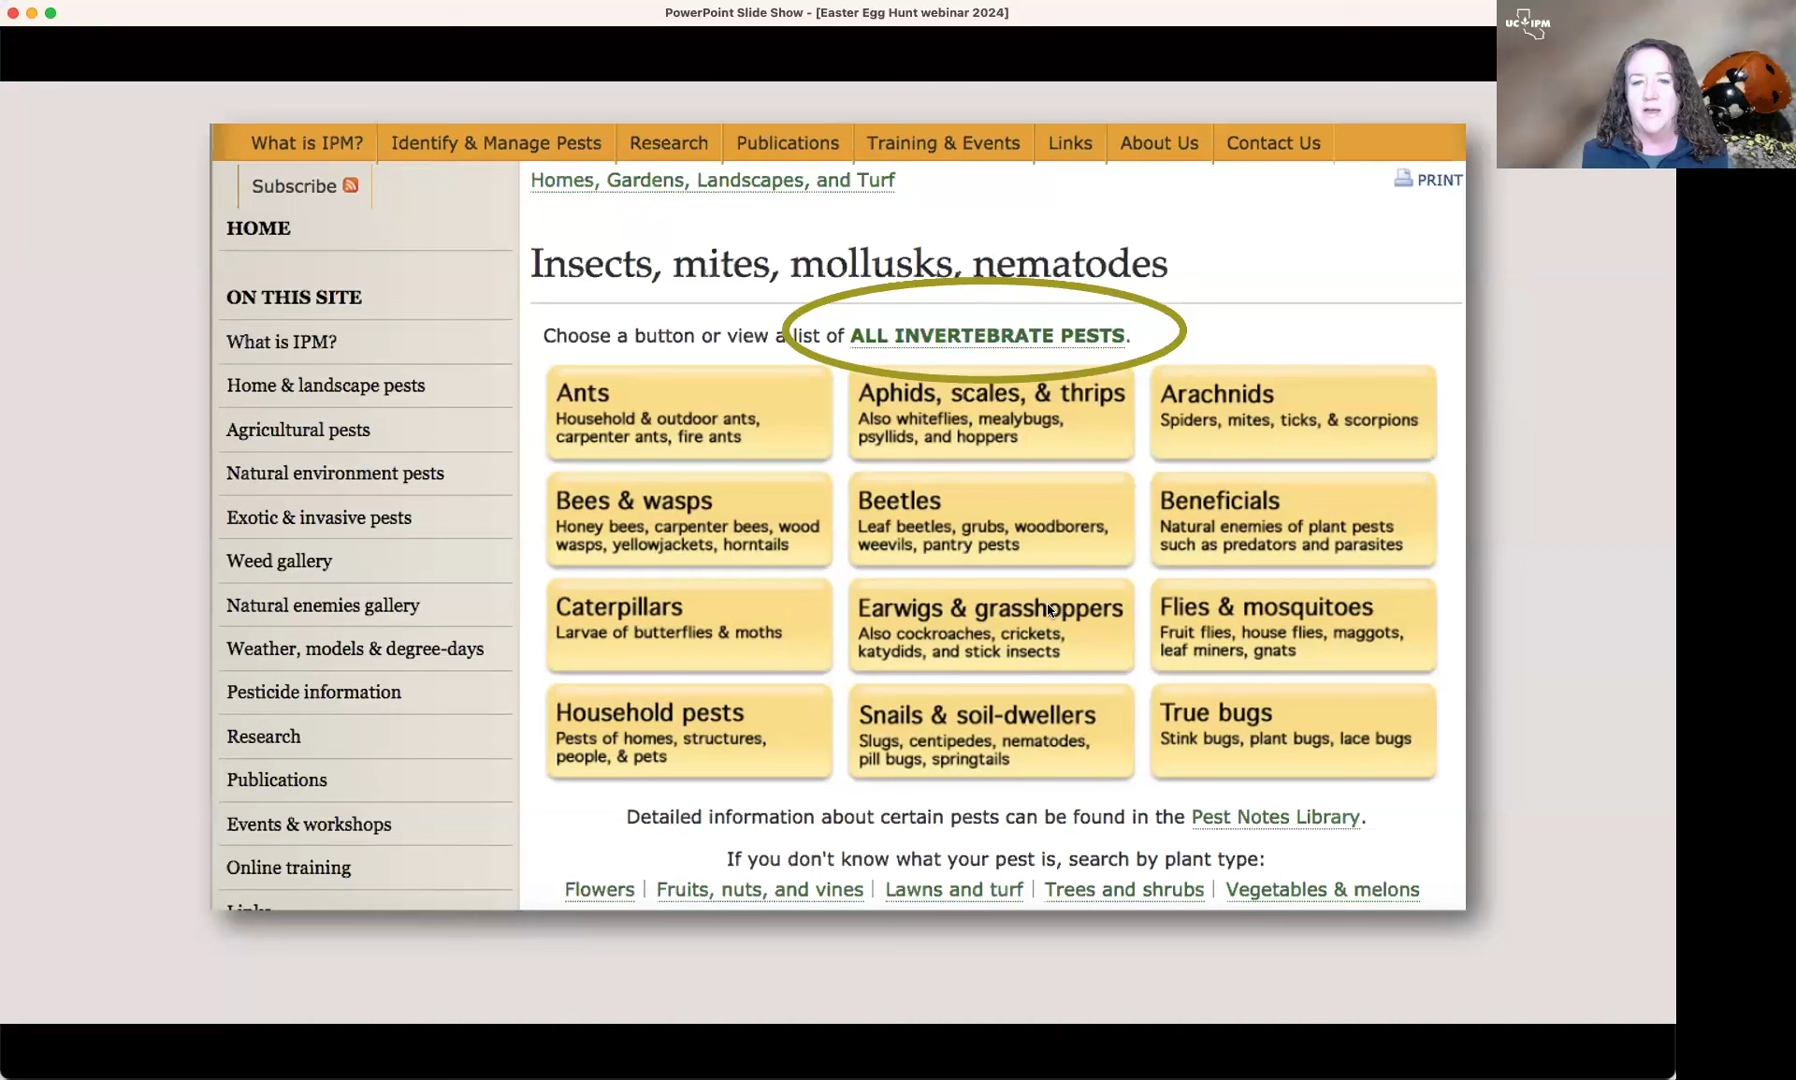 PowerPoint Slide Show - [Easter Egg Hunt webinar 2024]
UC IPM
What is IPM?
Identify & Manage Pests
Research
Publications
Training & Events
Links
About Us
Contact Us
Subscribe
Homes, Gardens, Landscapes, and Turf
PRINT
HOME
ON THIS SITE
What is IPM?
Home & landscape pests
Agricultural pests
Natural environment pests
Exotic & invasive pests
Weed gallery
Natural enemies gallery
Weather, models & degree-days
Pesticide information
Research
Publications
Events & workshops
Online training
Links
Insects, mites, mollusks, nematodes
Choose a button or view a list of ALL INVERTEBRATE PESTS.
Ants
Household & outdoor ants,
carpenter ants, fire ants
Aphids, scales, & thrips
Also whiteflies, mealybugs,
psyllids, and hoppers
Arachnids
Spiders, mites, ticks, & scorpions
Bees & wasps
Honey bees, carpenter bees, wood
wasps, yellowjackets, horntails
Beetles
Leaf beetles, grubs, woodborers,
weevils, pantry pests
Beneficials
Natural enemies of plant pests
such as predators and parasites
Caterpillars
Larvae of butterflies & moths
Earwigs & grasshoppers
Also cockroaches, crickets,
katydids, and stick insects
Flies & mosquitoes
Fruit flies, house flies, maggots,
leaf miners, gnats
Household pests
Pests of homes, structures,
people, & pets
Snails & soil-dwellers
Slugs, centipedes, nematodes,
pill bugs, springtails
True bugs
Stink bugs, plant bugs, lace bugs
Detailed information about certain pests can be found in the Pest Notes Library.
If you don't know what your pest is, search by plant type:
Flowers | Fruits, nuts, and vines | Lawns and turf | Trees and shrubs | Vegetables & melons